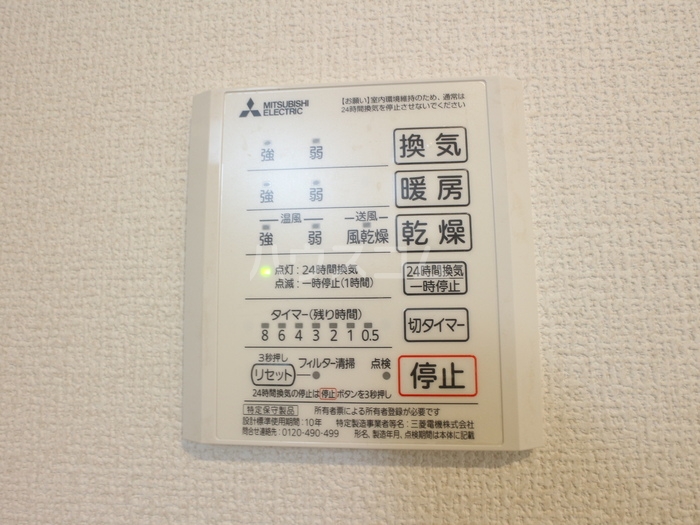 MITSUBISHI
ELECTRIC
【お願い】室内環境維持のため、通常は
24時間換気を停止させないでください
強 弱 換気
強 弱 暖房
温風 送風
強 弱 風乾燥 乾燥
点灯：24時間換気
点滅：一時停止(1時間)
24時間換気
一時停止
タイマー(残り時間)
8 6 4 3 2 1 0.5
切タイマー
3秒押し
リセット フィルター清掃 点検
停止
24時間換気の停止は停止ボタンを3秒押し
特定保守製品 所有者票による所有者登録が必要です
設計標準使用期間：10年 特定製造事業者等名：三菱電機株式会社
問合せ連絡先：0120-490-499 形名、製造年月、点検期間は本体に記載
ハウスコム